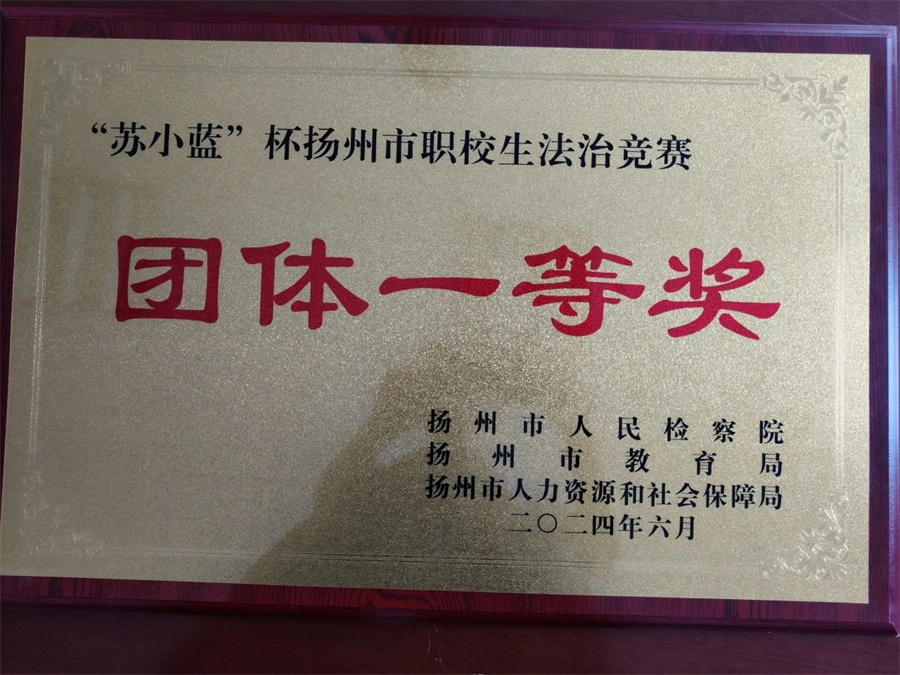 “苏小蓝”杯扬州市职校生法治竞赛
团体一等奖
扬州市人民检察院
扬州市教育局
扬州市人力资源和社会保障局
二〇二四年六月